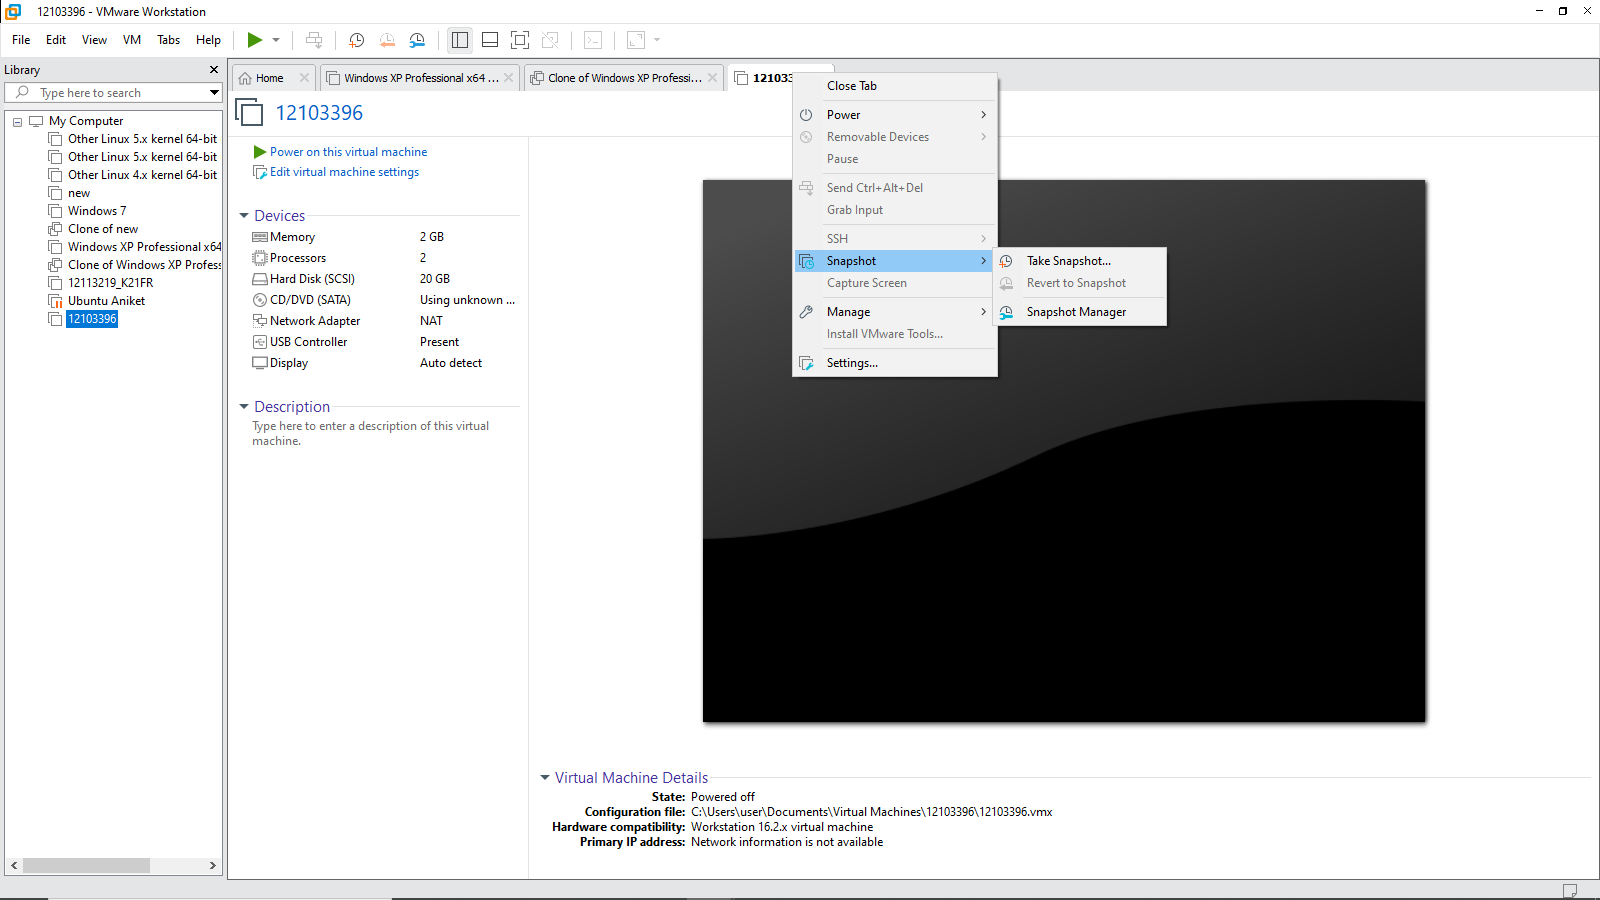 12103396 - VMware Workstation
File Edit View VM Tabs Help
Library
Type here to search
My Computer
Other Linux 5.x kernel 64-bit
Other Linux 5.x kernel 64-bit
Other Linux 4.x kernel 64-bit
new
Windows 7
Clone of new
Windows XP Professional x64
Clone of Windows XP Profess
12113219_K21FR
Ubuntu Aniket
12103396
Home
Windows XP Professional x64 ...
Clone of Windows XP Professi...
121033
12103396
Power on this virtual machine
Edit virtual machine settings
Devices
Memory 2 GB
Processors 2
Hard Disk (SCSI) 20 GB
CD/DVD (SATA) Using unknown ...
Network Adapter NAT
USB Controller Present
Display Auto detect
Description
Type here to enter a description of this virtual
machine.
Close Tab
Power
Removable Devices
Pause
Send Ctrl+Alt+Del
Grab Input
SSH
Snapshot
Capture Screen
Manage
Install VMware Tools...
Settings...
Take Snapshot...
Revert to Snapshot
Snapshot Manager
Virtual Machine Details
State: Powered off
Configuration file: C:\Users\user\Documents\Virtual Machines\12103396\12103396.vmx
Hardware compatibility: Workstation 16.2.x virtual machine
Primary IP address: Network information is not available